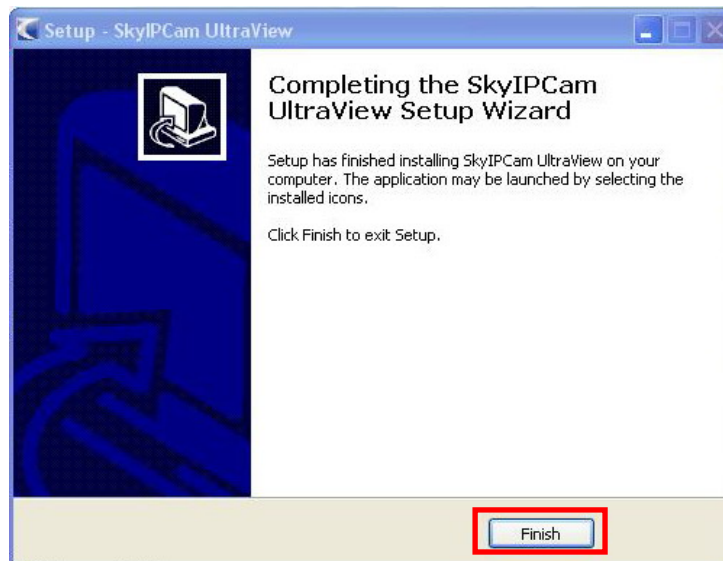 Setup - SkyIPCam UltraView
Completing the SkyIPCam
UltraView Setup Wizard
Setup has finished installing SkyIPCam UltraView on your
computer. The application may be launched by selecting the
installed icons.
Click Finish to exit Setup.
Finish